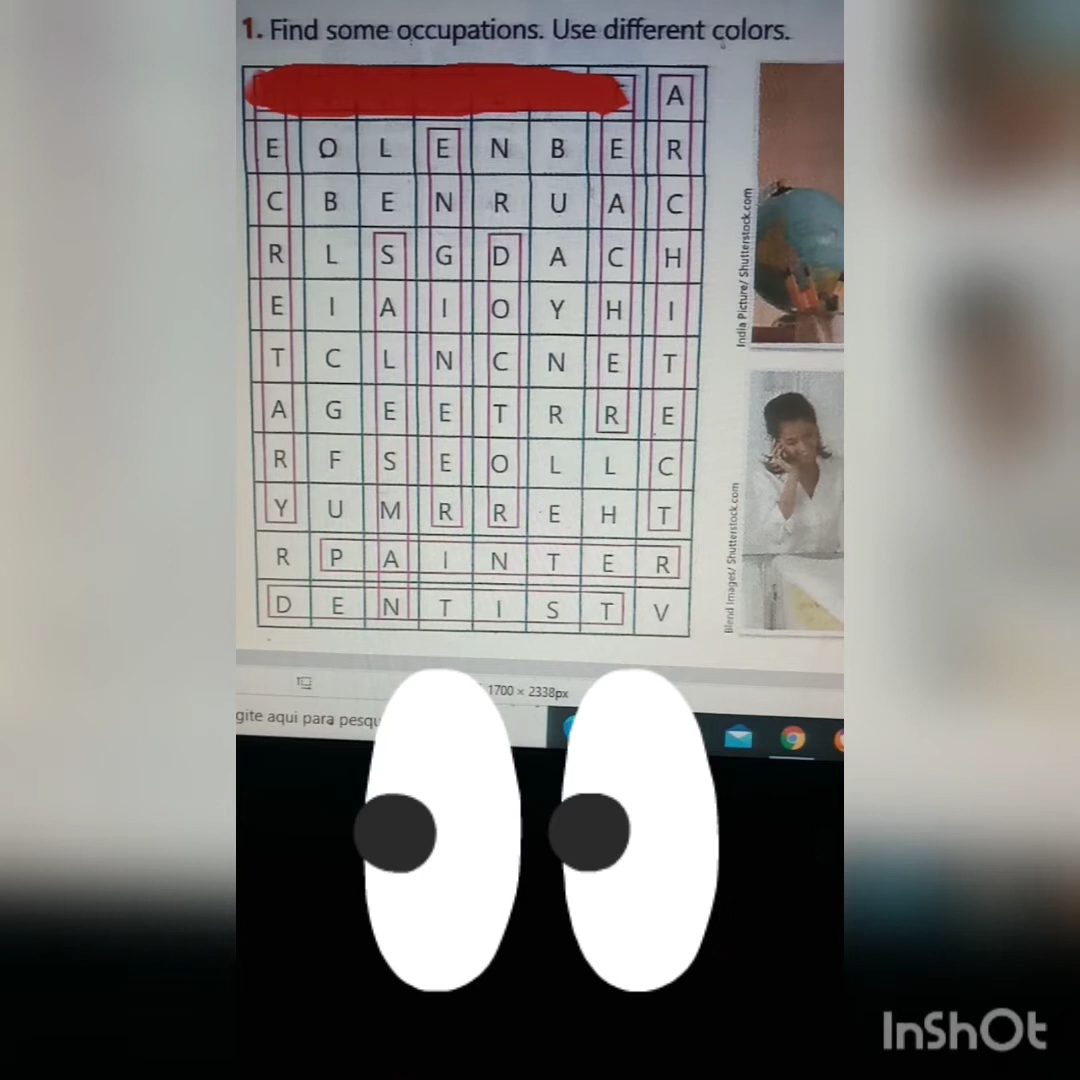 1. Find some occupations. Use different colors.
A
E O L E N B E R
C B E N R U A C
R L S G D A C H
E I A I O Y H I
T C L N C N E T
A G E E T R R E
R F S E O L L C
Y U M R R E H T
R P A I N T E R
D E N T I S T V
India Picture/ Shutterstock.com
Blend Images/ Shutterstock.com
1700 × 2338px
gite aqui para pesqu
InShOt